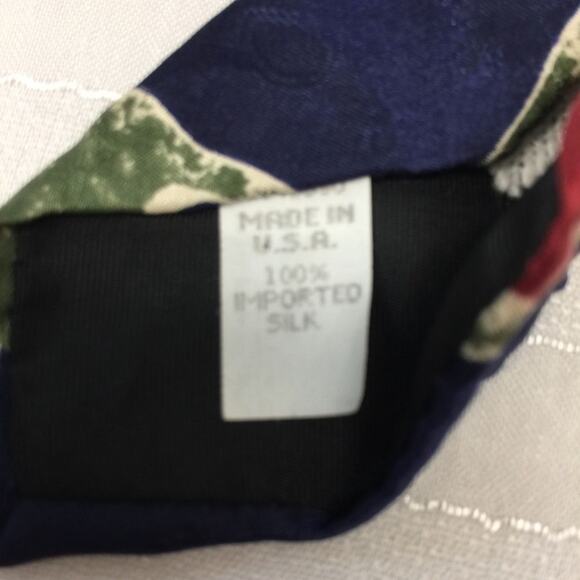 MADE IN
U.S.A.
100%
IMPORTED
SILK